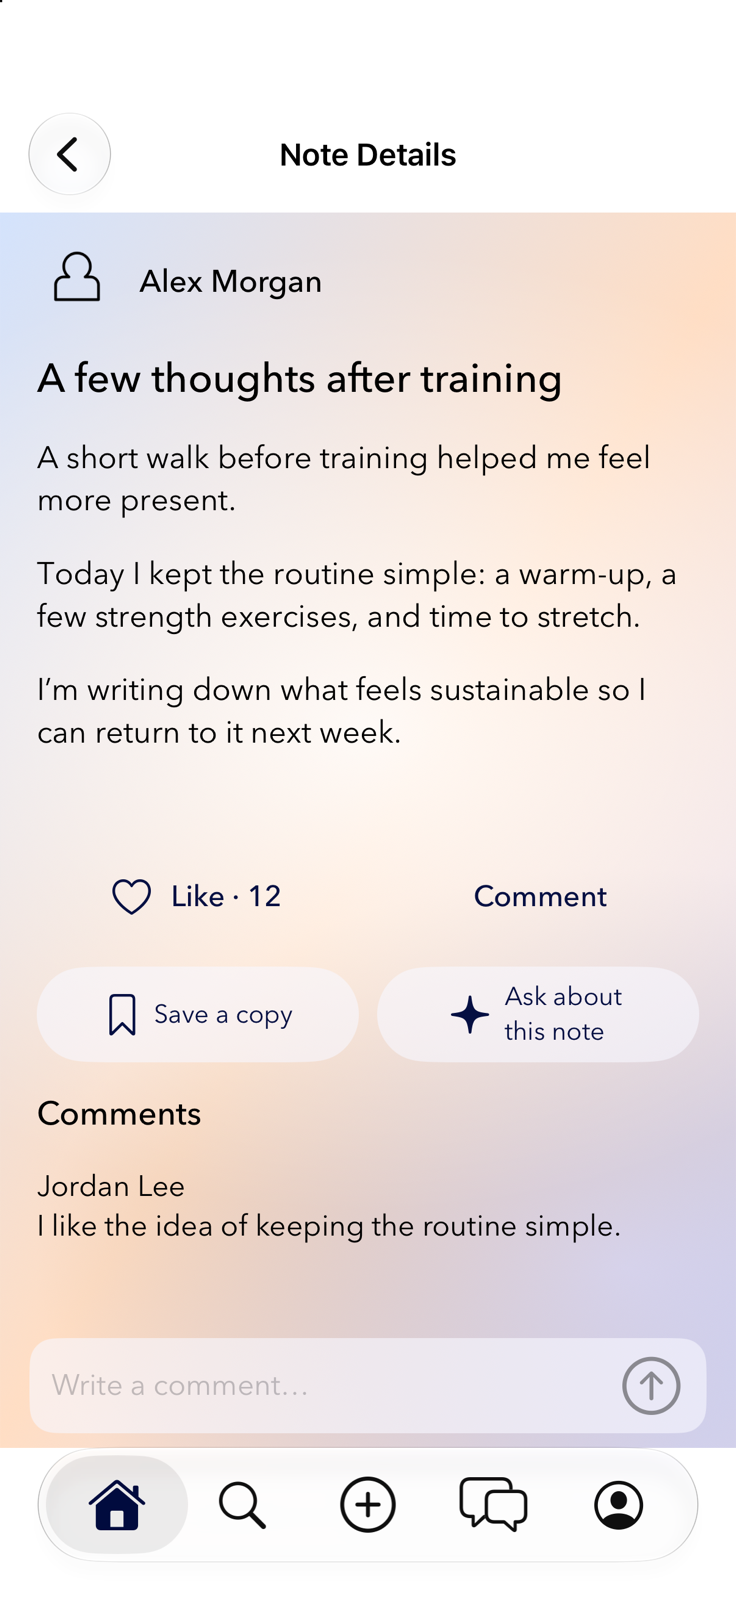 Note Details
Alex Morgan
A few thoughts after training
A short walk before training helped me feel
more present.
Today I kept the routine simple: a warm-up, a
few strength exercises, and time to stretch.
I’m writing down what feels sustainable so I
can return to it next week.
Like · 12
Comment
Save a copy
Ask about
this note
Comments
Jordan Lee
I like the idea of keeping the routine simple.
Write a comment…